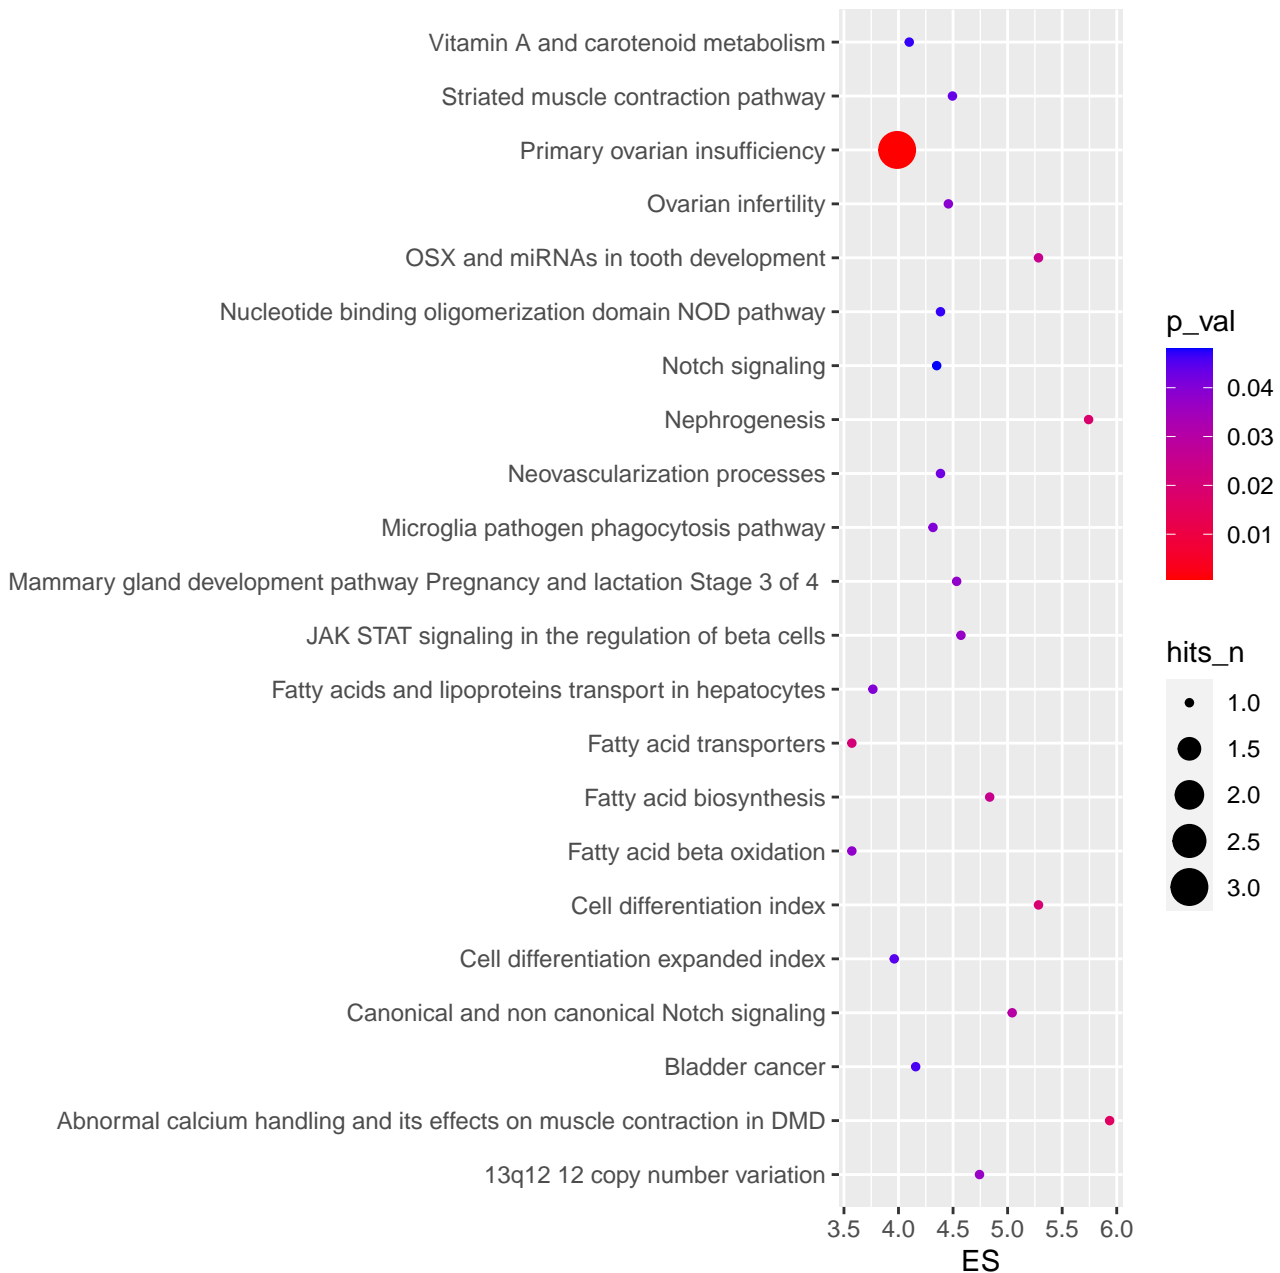 Vitamin A and carotenoid metabolism
Striated muscle contraction pathway
Primary ovarian insufficiency
Ovarian infertility
OSX and miRNAs in tooth development
Nucleotide binding oligomerization domain NOD pathway
Notch signaling
Nephrogenesis
Neovascularization processes
Microglia pathogen phagocytosis pathway
Mammary gland development pathway Pregnancy and lactation Stage 3 of 4
JAK STAT signaling in the regulation of beta cells
Fatty acids and lipoproteins transport in hepatocytes
Fatty acid transporters
Fatty acid biosynthesis
Fatty acid beta oxidation
Cell differentiation index
Cell differentiation expanded index
Canonical and non canonical Notch signaling
Bladder cancer
Abnormal calcium handling and its effects on muscle contraction in DMD
13q12 12 copy number variation
3.5 4.0 4.5 5.0 5.5 6.0
ES
p_val
0.04
0.03
0.02
0.01
hits_n
1.0
1.5
2.0
2.5
3.0